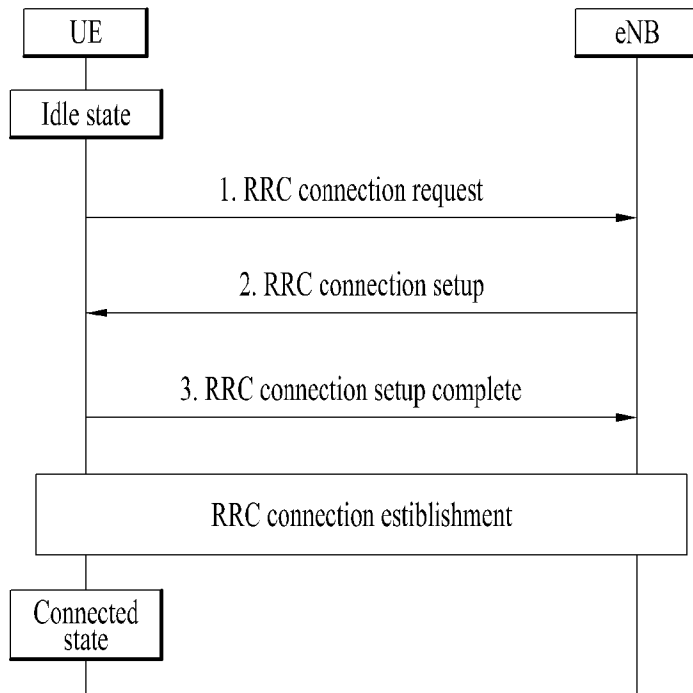 UE
eNB
Idle state
1. RRC connection request
2. RRC connection setup
3. RRC connection setup complete
RRC connection estiblishment
Connected
state